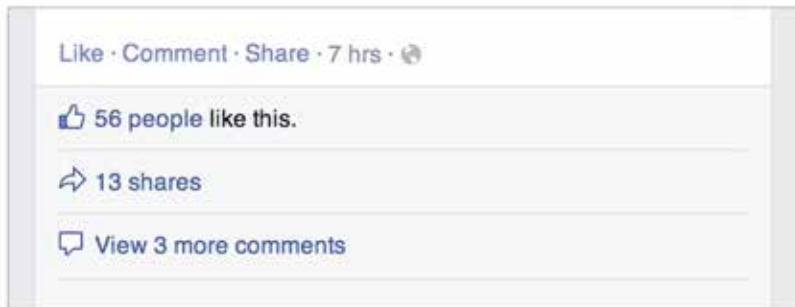 Like · Comment · Share · 7 hrs ·
56 people like this.
13 shares
View 3 more comments